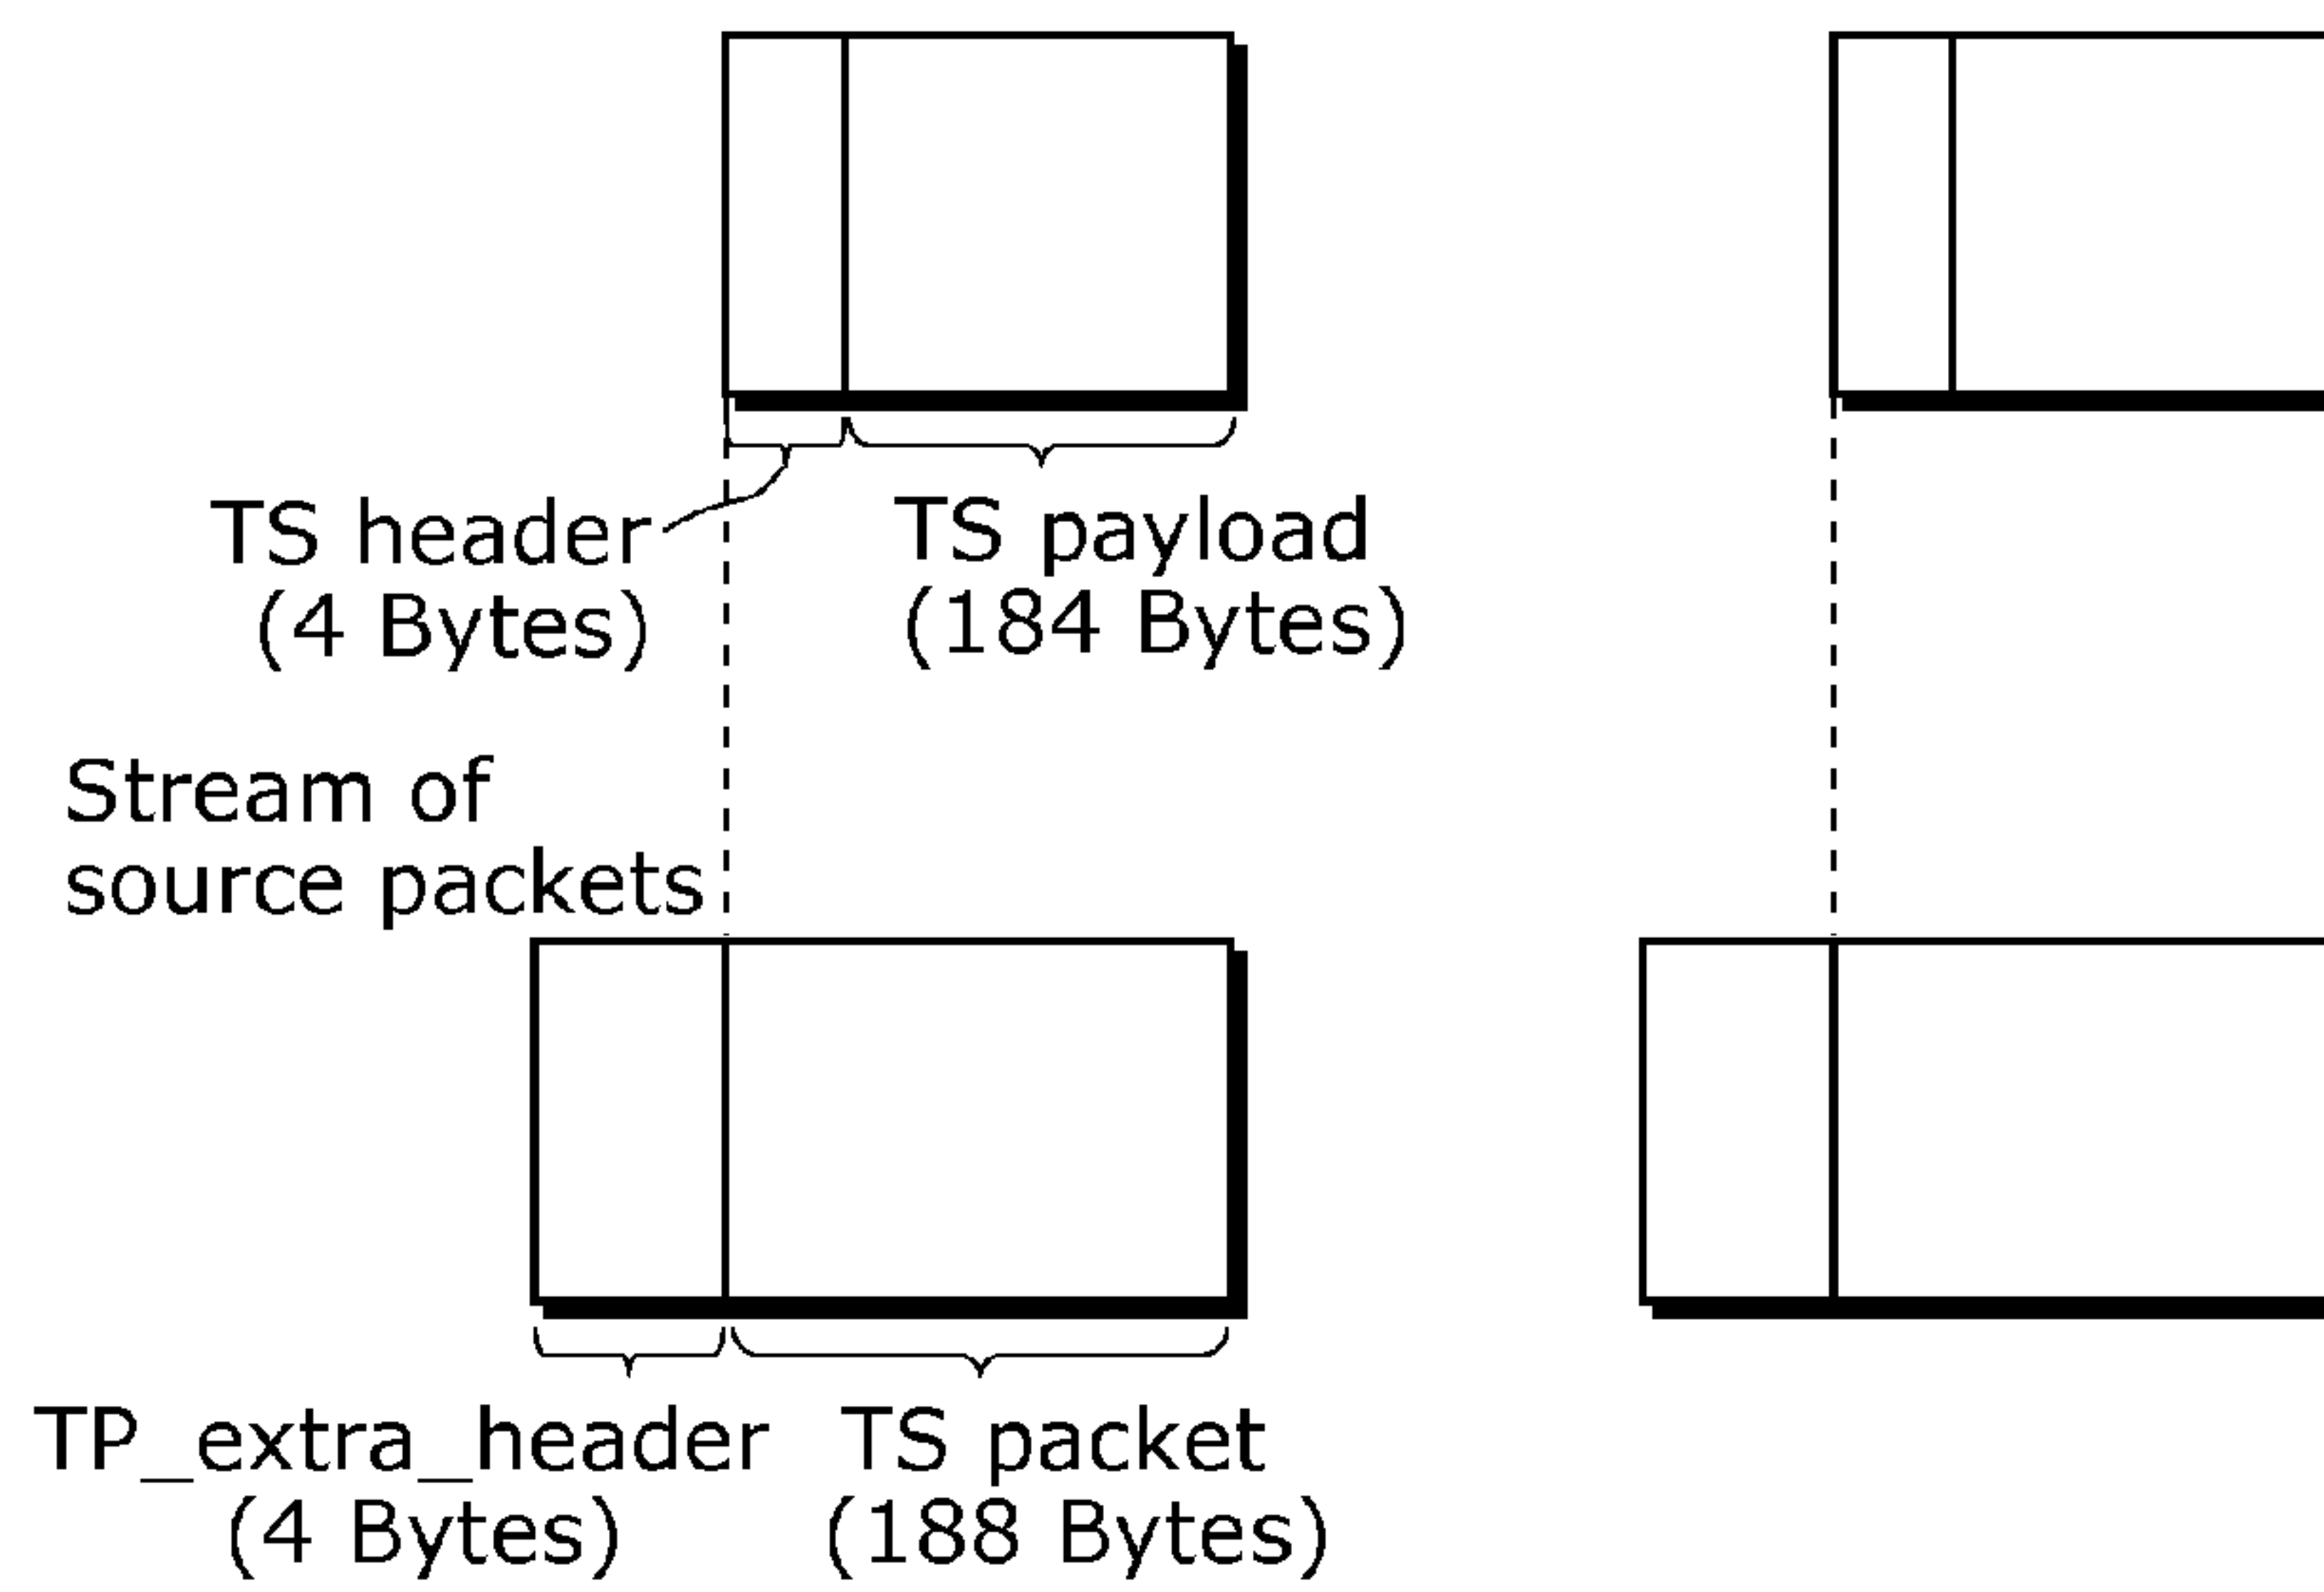 TS header
(4 Bytes)
TS payload
(184 Bytes)
Stream of
source packets
TP_extra_header
(4 Bytes)
TS packet
(188 Bytes)